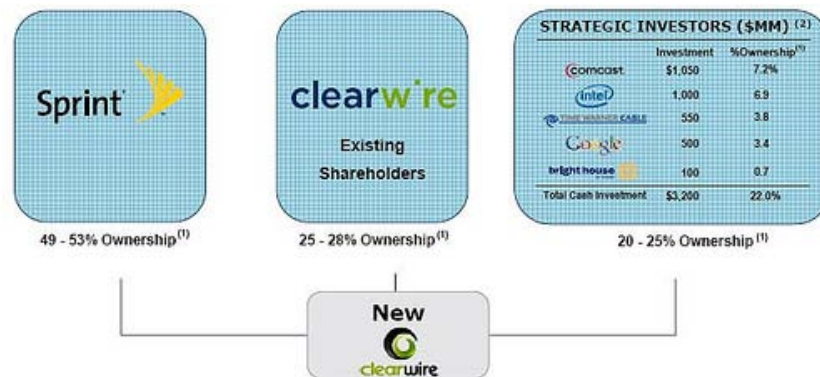 Sprint
49 - 53% Ownership (1)
clearwire
Existing
Shareholders
25 - 28% Ownership (1)
STRATEGIC INVESTORS ($MM) (2)
Investment %Ownership (1)
comcast $1,050 7.2%
intel 1,000 6.9
TIME WARNER CABLE 550 3.8
Google 500 3.4
bright house 100 0.7
Total Cash Investment $3,200 22.0%
20 - 25% Ownership (1)
New
clearwire